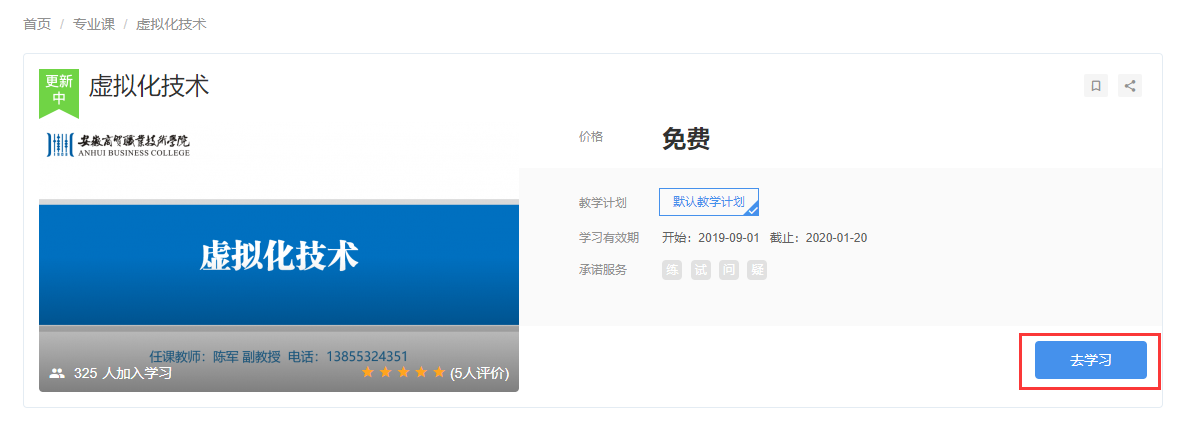 首页 / 专业课 / 虚拟化技术
更新中
虚拟化技术
安徽商贸職業技術学院
ANHUI BUSINESS COLLEGE
虚拟化技术
任课教师：陈军 副教授 电话：13855324351
325 人加入学习
(5人评价)
价格
免费
教学计划
默认教学计划
学习有效期
开始：2019-09-01 截止：2020-01-20
承诺服务
练 试 问 疑
去学习